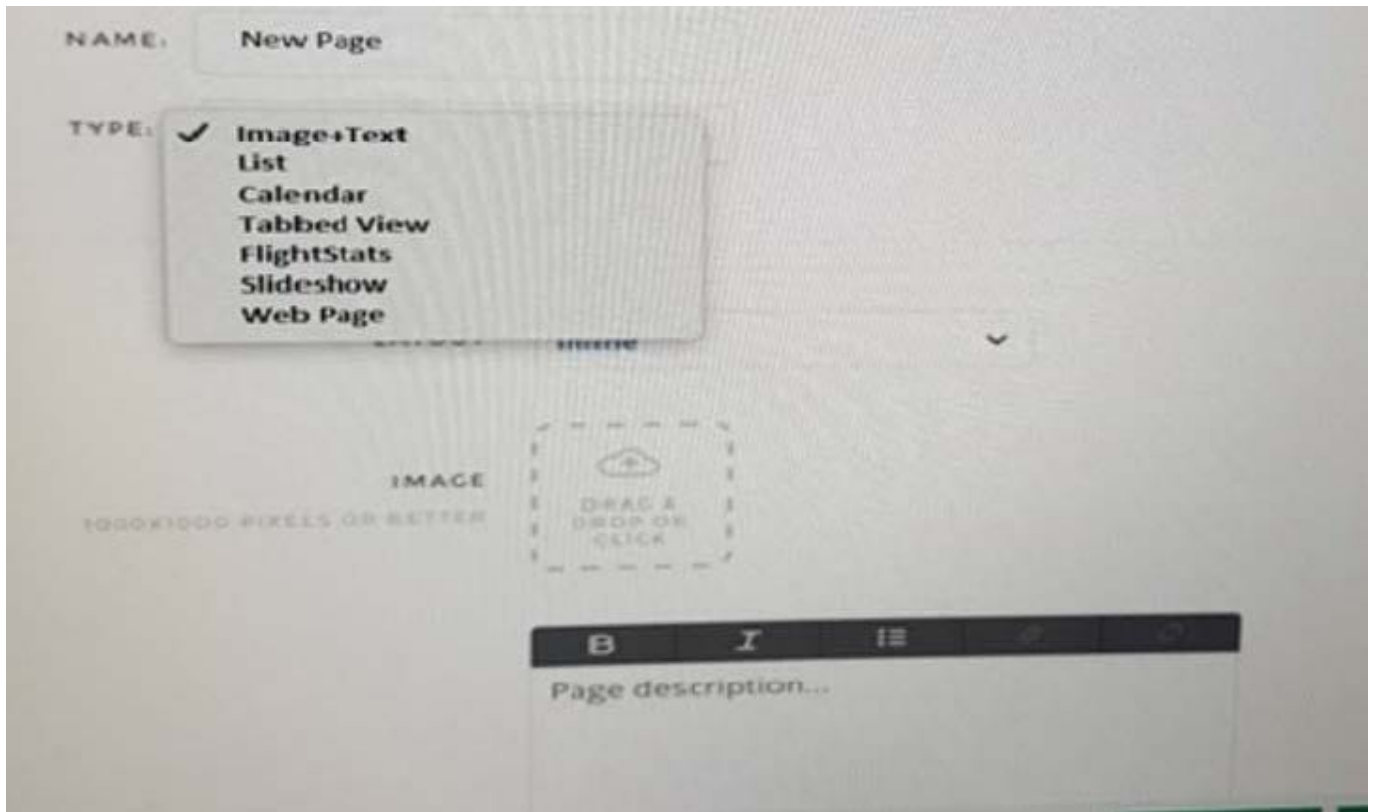 NAME:
New Page
TYPE:
✓ Image+Text
List
Calendar
Tabbed View
FlightStats
Slideshow
Web Page
IMAGE
1000X1000 PIXELS OR BETTER
DRAG &
DROP OR
CLICK
B I
Page description...